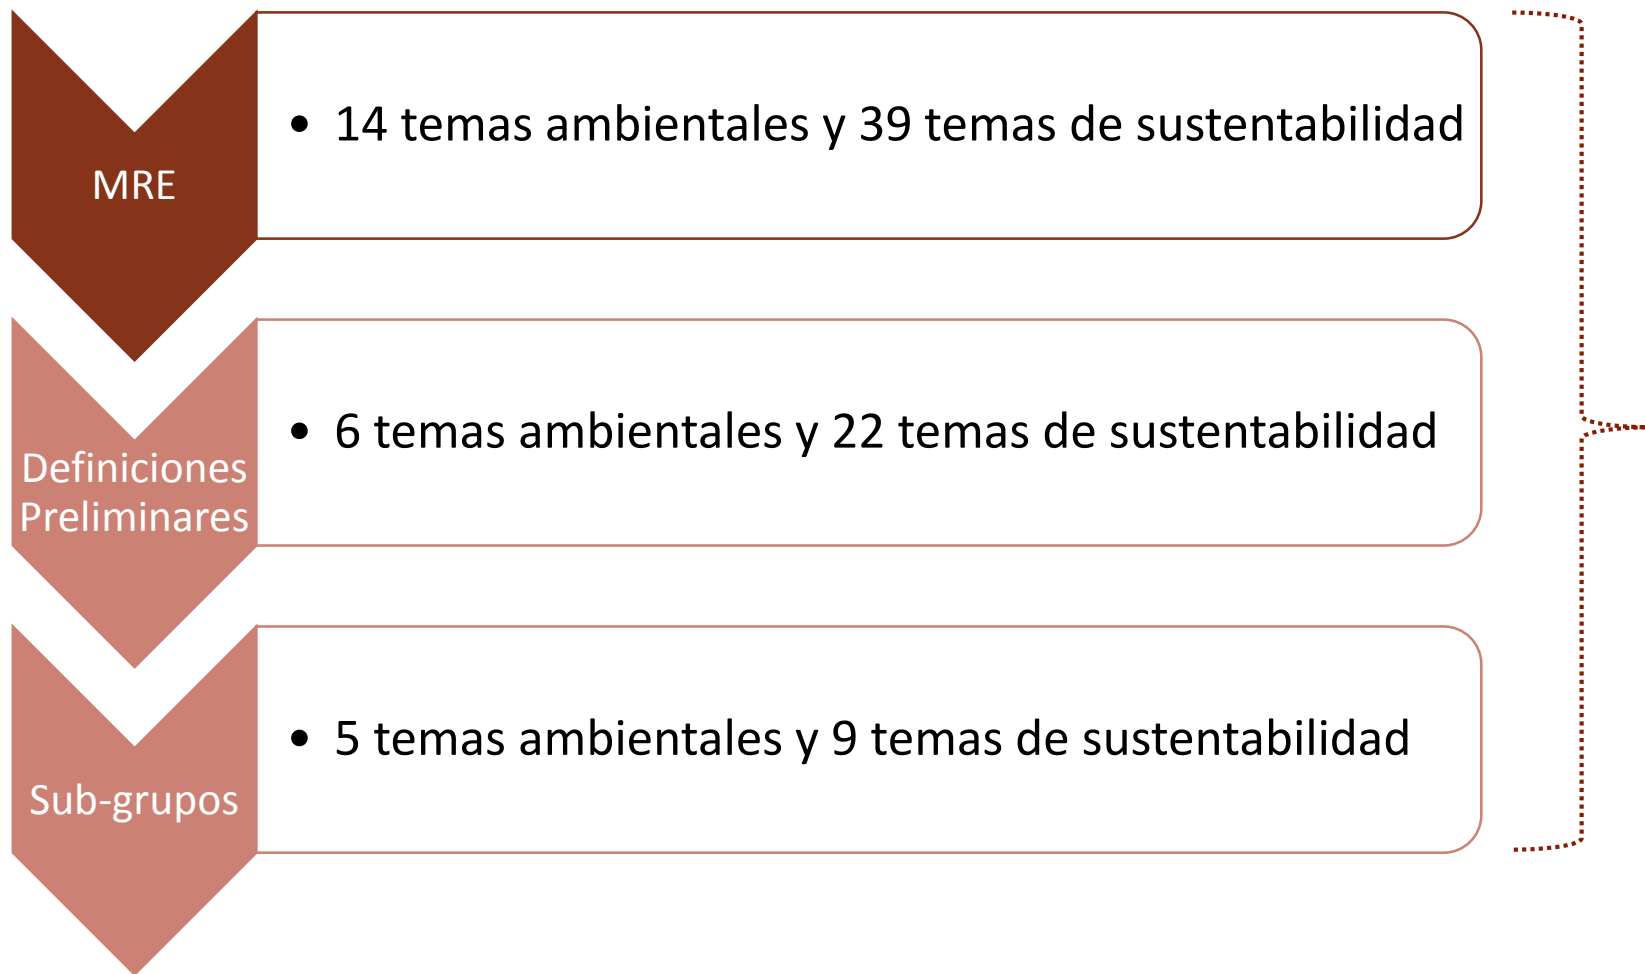 MRE
• 14 temas ambientales y 39 temas de sustentabilidad
Definiciones
Preliminares
• 6 temas ambientales y 22 temas de sustentabilidad
Sub-grupos
• 5 temas ambientales y 9 temas de sustentabilidad